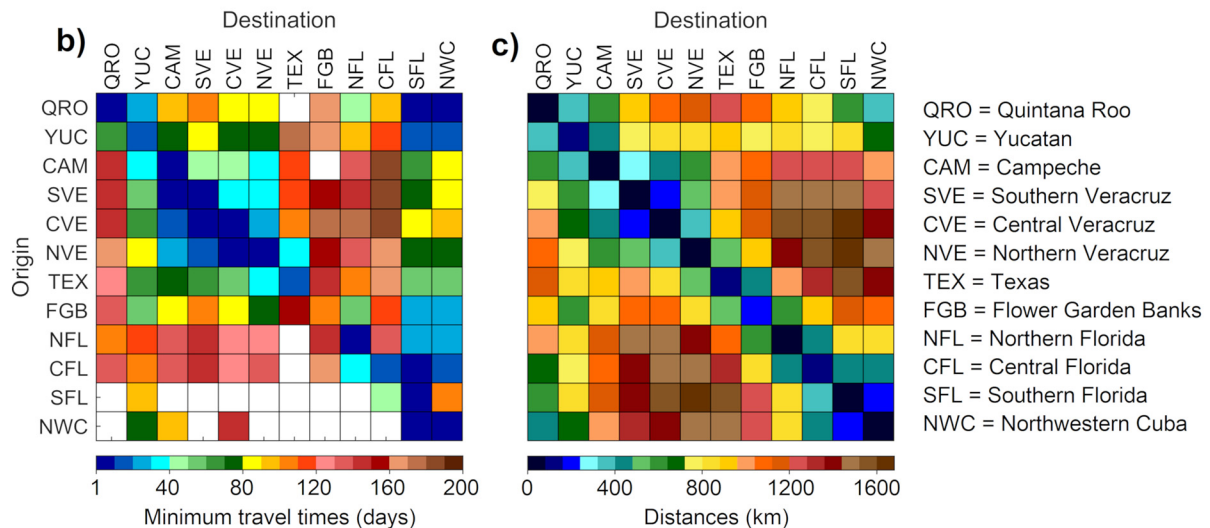 Destination
b)
QRO YUC CAM SVE CVE NVE TEX FGB NFL CFL SFL NWC
Origin
QRO
YUC
CAM
SVE
CVE
NVE
TEX
FGB
NFL
CFL
SFL
NWC
1 40 80 120 160 200
Minimum travel times (days)
Destination
c)
QRO YUC CAM SVE CVE NVE TEX FGB NFL CFL SFL NWC
0 400 800 1200 1600
Distances (km)
QRO = Quintana Roo
YUC = Yucatan
CAM = Campeche
SVE = Southern Veracruz
CVE = Central Veracruz
NVE = Northern Veracruz
TEX = Texas
FGB = Flower Garden Banks
NFL = Northern Florida
CFL = Central Florida
SFL = Southern Florida
NWC = Northwestern Cuba